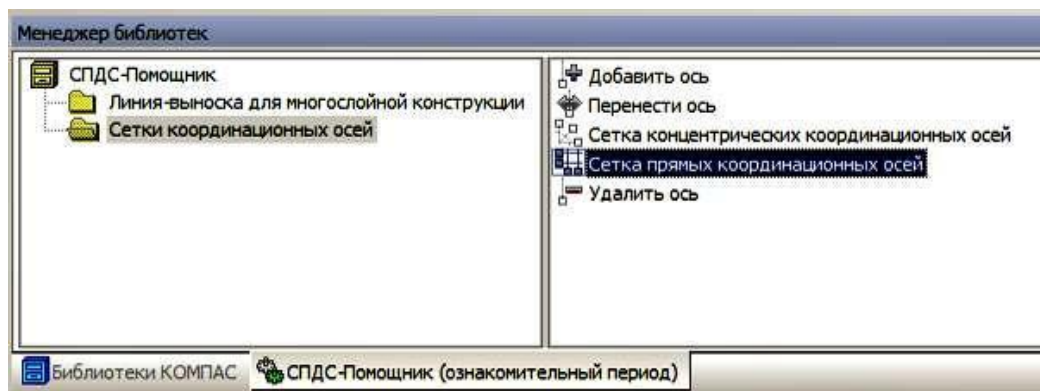 Менеджер библиотек
СПДС-Помощник
Линия-выноска для многослойной конструкции
Сетки координационных осей
Добавить ось
Перенести ось
Сетка концентрических координационных осей
Сетка прямых координационных осей
Удалить ось
Библиотеки КОМПАС
СПДС-Помощник (ознакомительный период)